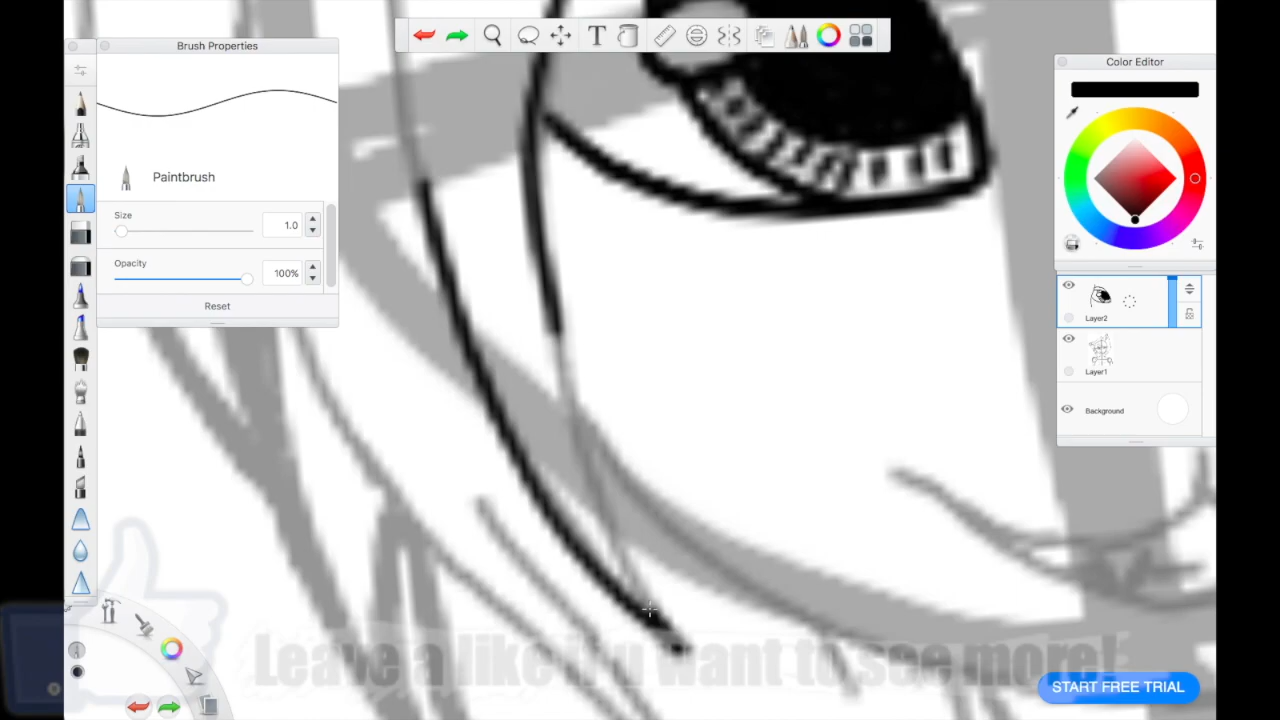 Brush Properties
T
Color Editor
Paintbrush
Size
1.0
Opacity
100%
Reset
Layer2
Layer1
Background
Leave a like if u want to see more!
START FREE TRIAL